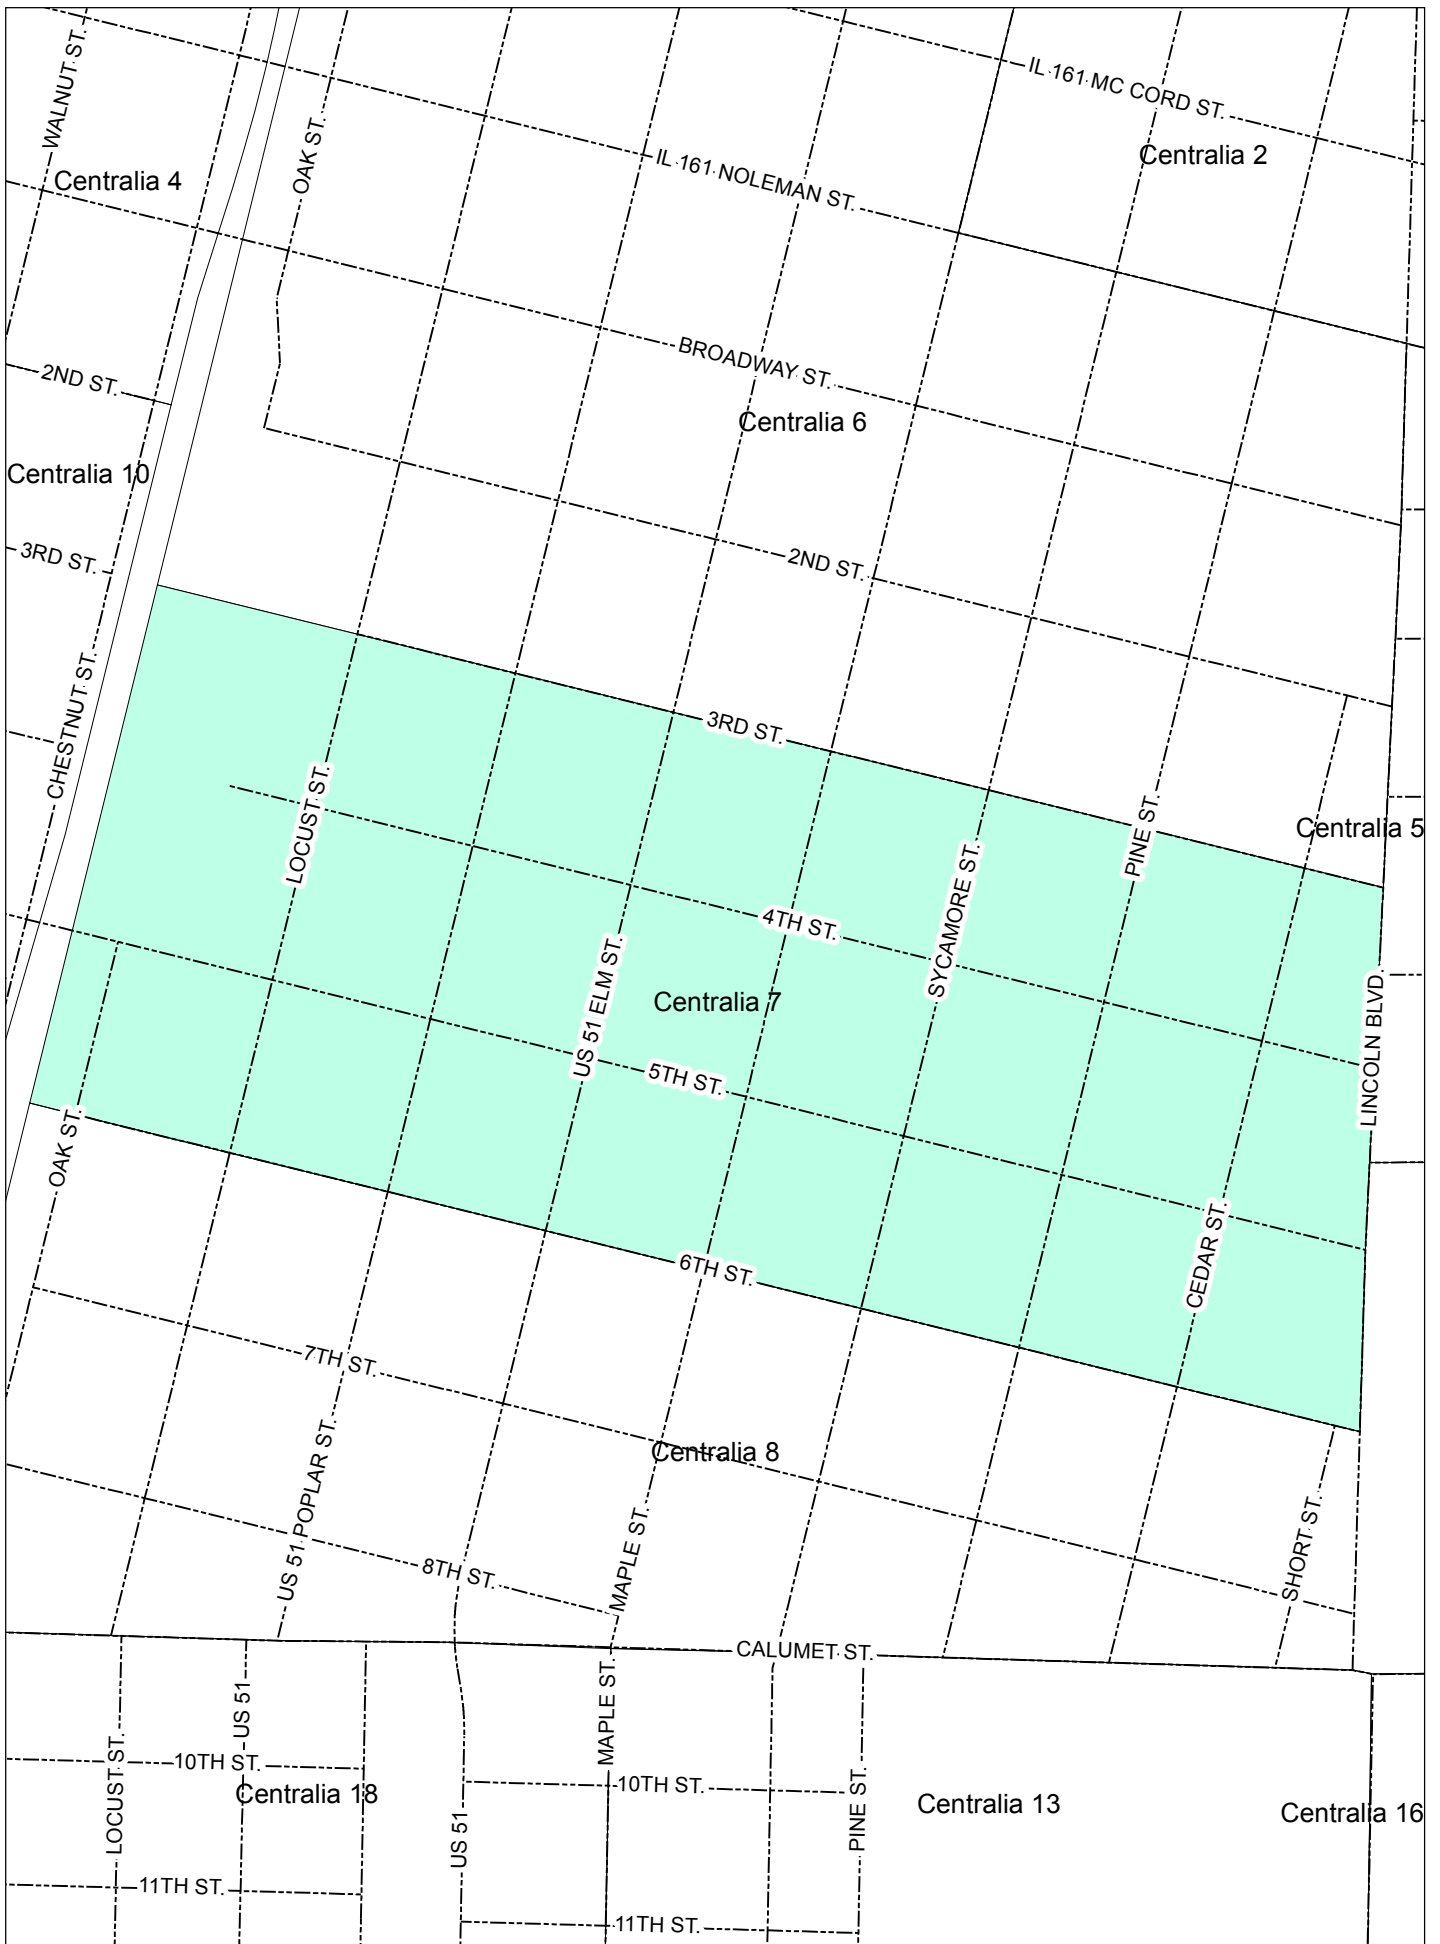 WALNUT ST.
OAK ST.
IL 161 MC CORD ST.
Centralia 2
Centralia 4
IL 161 NOLEMAN ST.
BROADWAY ST.
2ND ST.
Centralia 6
Centralia 10
3RD ST.
2ND ST.
CHESTNUT ST.
3RD ST.
LOCUST ST.
PINE ST.
Centralia 5
SYCAMORE ST.
4TH ST.
US 51 ELM ST.
Centralia 7
LINCOLN BLVD.
5TH ST.
OAK ST.
CEDAR ST.
6TH ST.
7TH ST.
Centralia 8
US 51 POPLAR ST.
MAPLE ST.
SHORT ST.
8TH ST.
CALUMET ST.
US 51
MAPLE ST.
LOCUST ST.
10TH ST.
10TH ST.
PINE ST.
Centralia 18
Centralia 13
Centralia 16
US 51
11TH ST.
11TH ST.